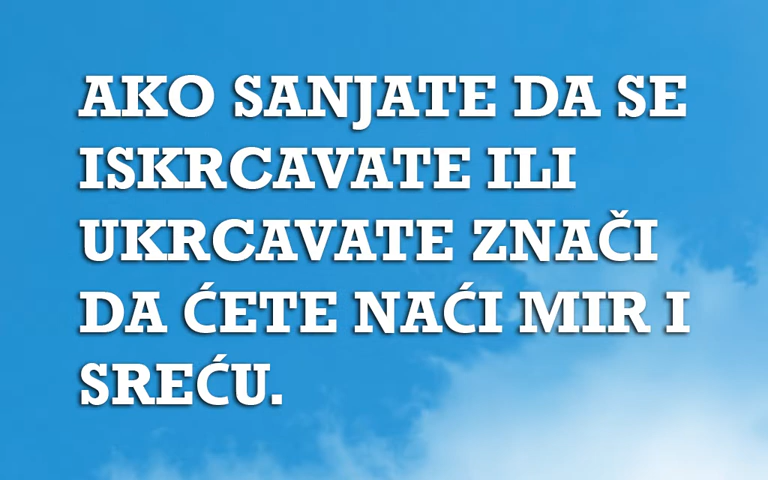 AKO SANJATE DA SE
ISKRCAVATE ILI
UKRCAVATE ZNAČI
DA ĆETE NAĆI MIR I
SREĆU.